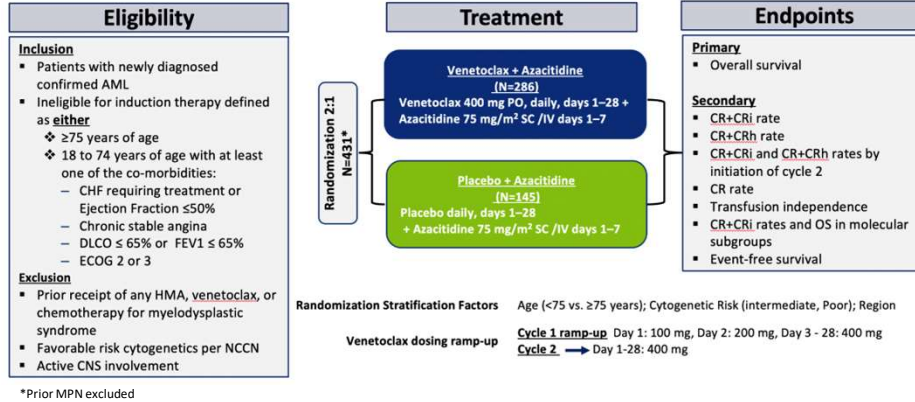 Eligibility
Inclusion
▪ Patients with newly diagnosed
confirmed AML
▪ Ineligible for induction therapy defined
as either
❖ ≥75 years of age
❖ 18 to 74 years of age with at least
one of the co-morbidities:
– CHF requiring treatment or
Ejection Fraction ≤50%
– Chronic stable angina
– DLCO ≤ 65% or FEV1 ≤ 65%
– ECOG 2 or 3
Exclusion
▪ Prior receipt of any HMA, venetoclax, or
chemotherapy for myelodysplastic
syndrome
▪ Favorable risk cytogenetics per NCCN
▪ Active CNS involvement
*Prior MPN excluded
Treatment
Randomization 2:1
N=431*
Venetoclax + Azacitidine
(N=286)
Venetoclax 400 mg PO, daily, days 1–28 +
Azacitidine 75 mg/m² SC /IV days 1–7
Placebo + Azacitidine
(N=145)
Placebo daily, days 1–28
+ Azacitidine 75 mg/m² SC /IV days 1–7
Endpoints
Primary
▪ Overall survival
Secondary
▪ CR+CRi rate
▪ CR+CRh rate
▪ CR+CRi and CR+CRh rates by
initiation of cycle 2
▪ CR rate
▪ Transfusion independence
▪ CR+CRi rates and OS in molecular
subgroups
▪ Event-free survival
Randomization Stratification Factors Age (<75 vs. ≥75 years); Cytogenetic Risk (intermediate, Poor); Region
Venetoclax dosing ramp-up
Cycle 1 ramp-up Day 1: 100 mg, Day 2: 200 mg, Day 3 - 28: 400 mg
Cycle 2 → Day 1-28: 400 mg